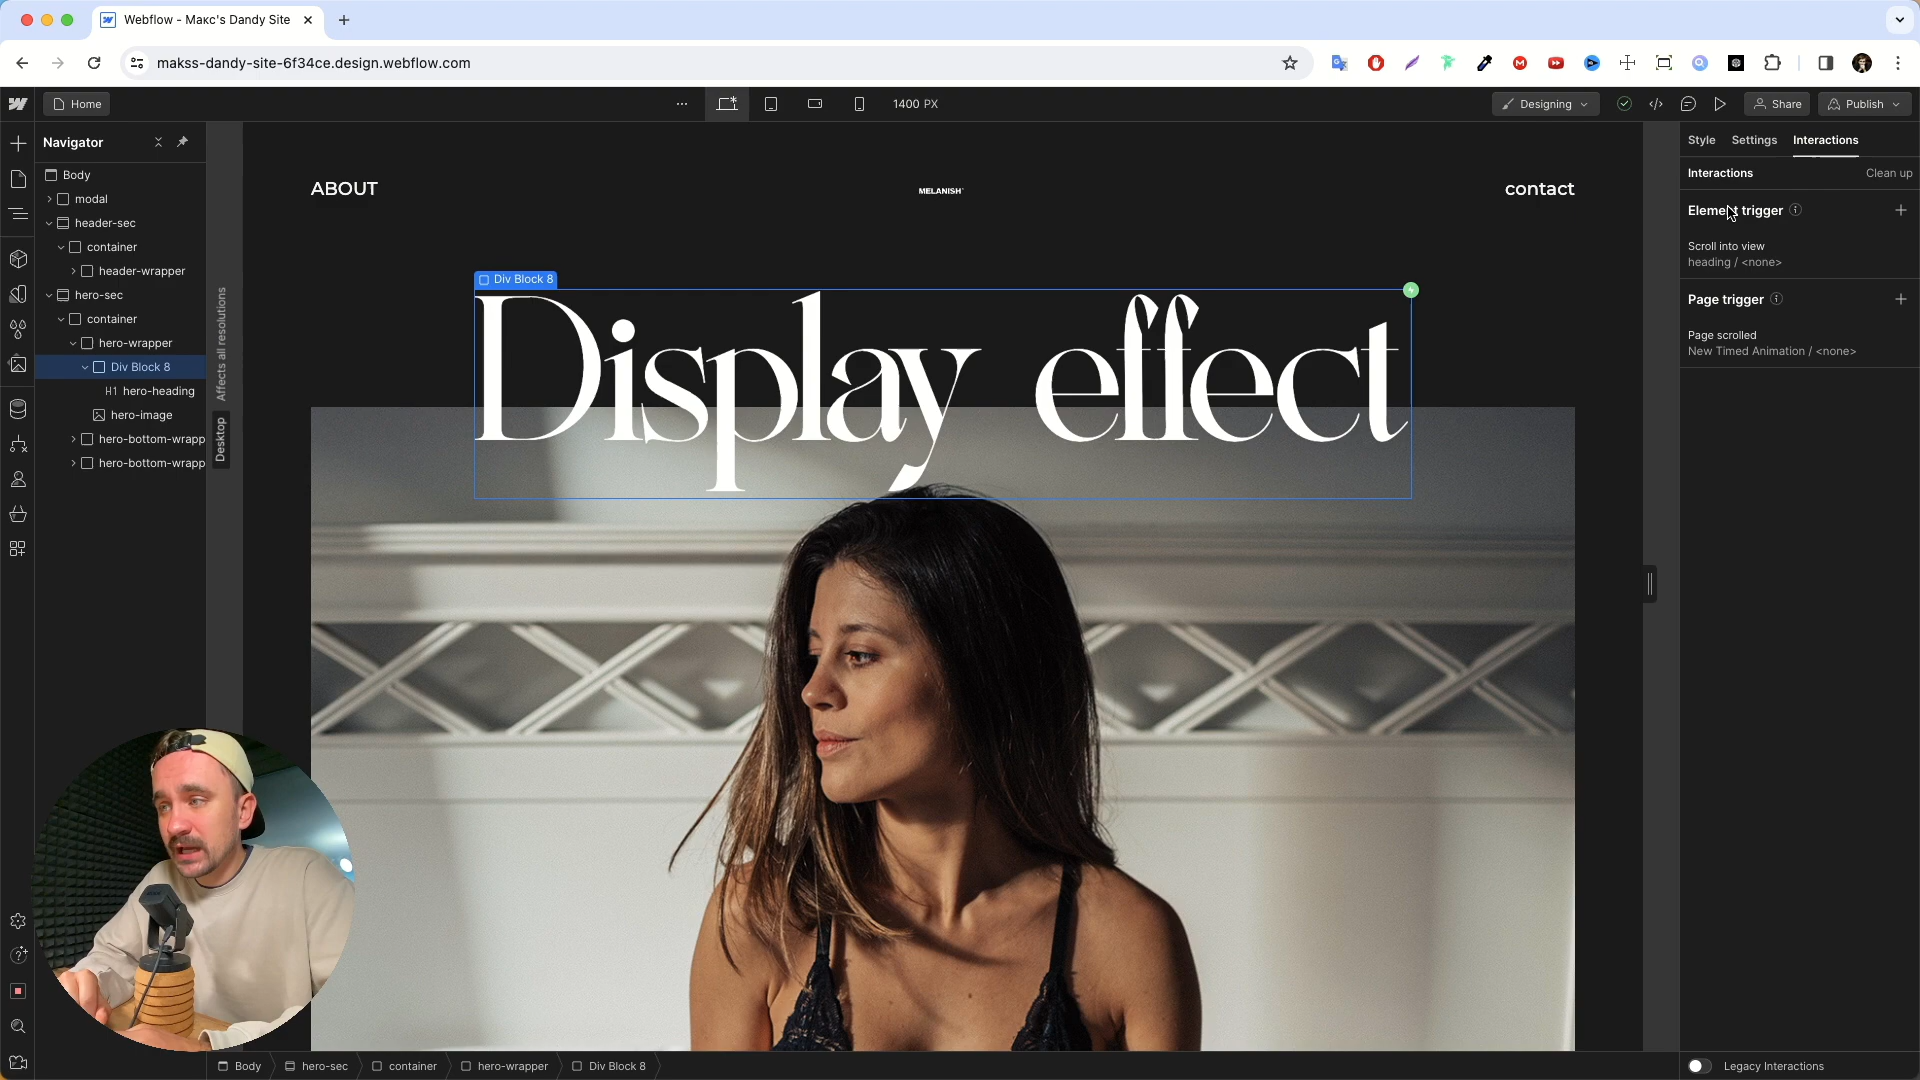 Webflow - Макс's Dandy Site
makss-dandy-site-6f34ce.design.webflow.com
Home
1400 PX
Designing
Share
Publish
Navigator
Body
modal
header-sec
container
header-wrapper
hero-sec
container
hero-wrapper
Div Block 8
H1 hero-heading
hero-image
hero-bottom-wrapp
hero-bottom-wrapp
Affects all resolutions
Desktop
ABOUT
MELANISH
contact
Div Block 8
Display effect
Style Settings Interactions
Interactions Clean up
Element trigger
Scroll into view
heading / <none>
Page trigger
Page scrolled
New Timed Animation / <none>
Legacy Interactions
Body hero-sec container hero-wrapper Div Block 8